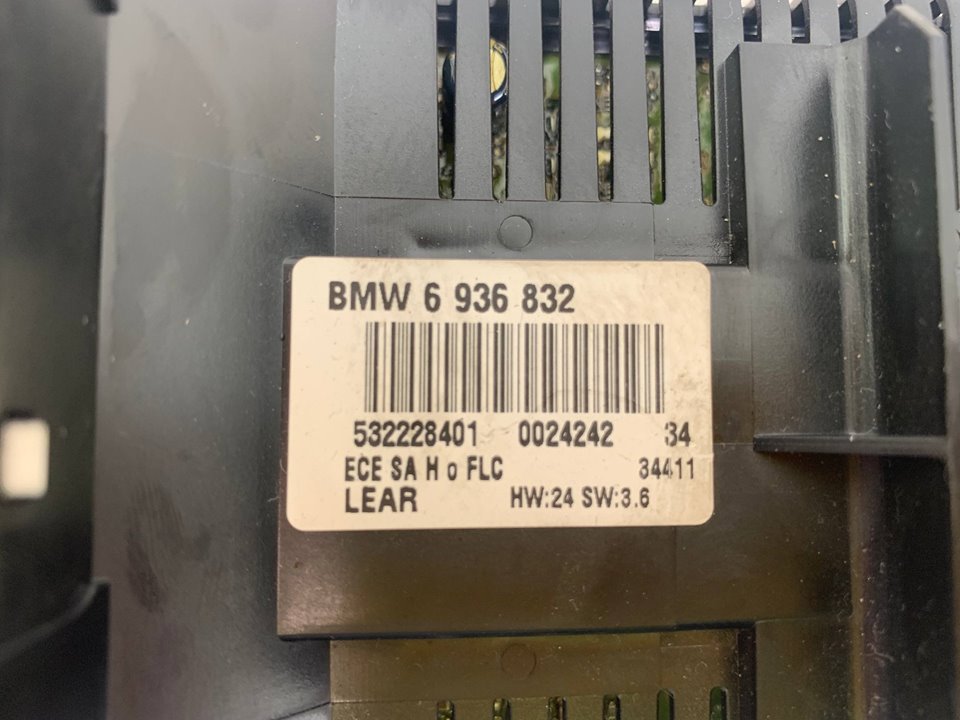 BMW 6 936 832
532228401 0024242 34
ECE SA H o FLC 34411
LEAR HW:24 SW:3.6